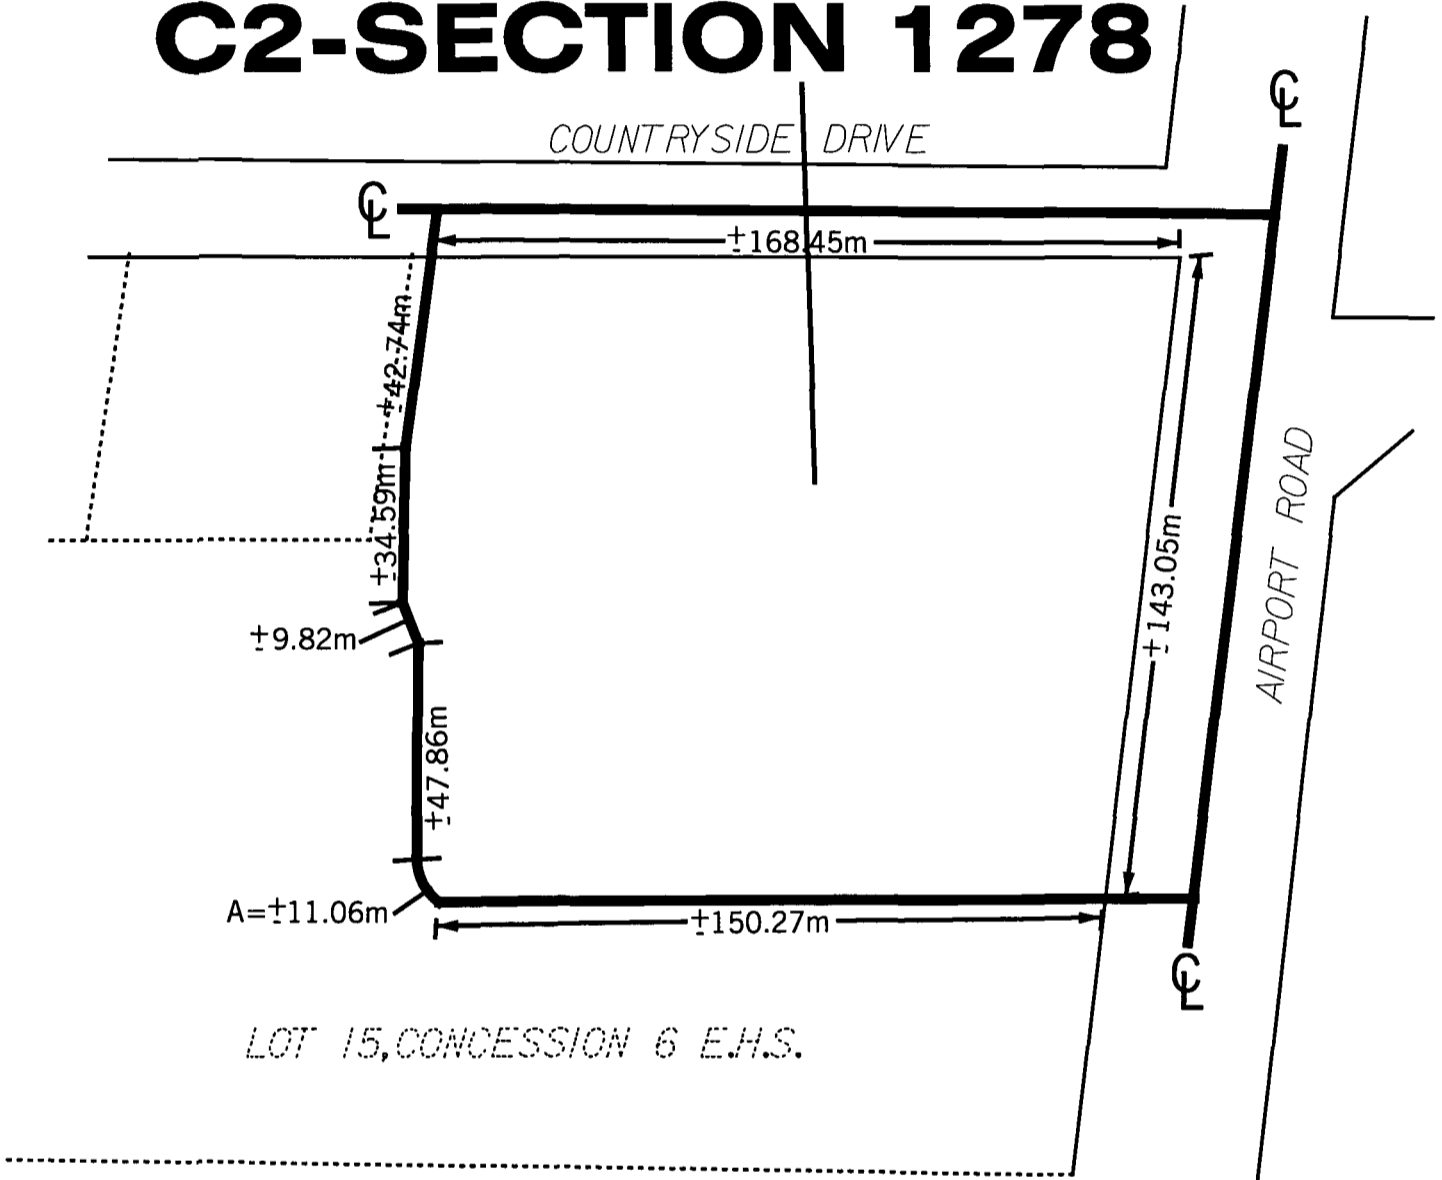 C2-SECTION 1278
COUNTRYSIDE DRIVE
℄
℄
±168.45m
±42.74m
±34.59m
±143.05m
AIRPORT ROAD
±9.82m
±47.86m
A=±11.06m
±150.27m
℄
LOT 15, CONCESSION 6 E.H.S.